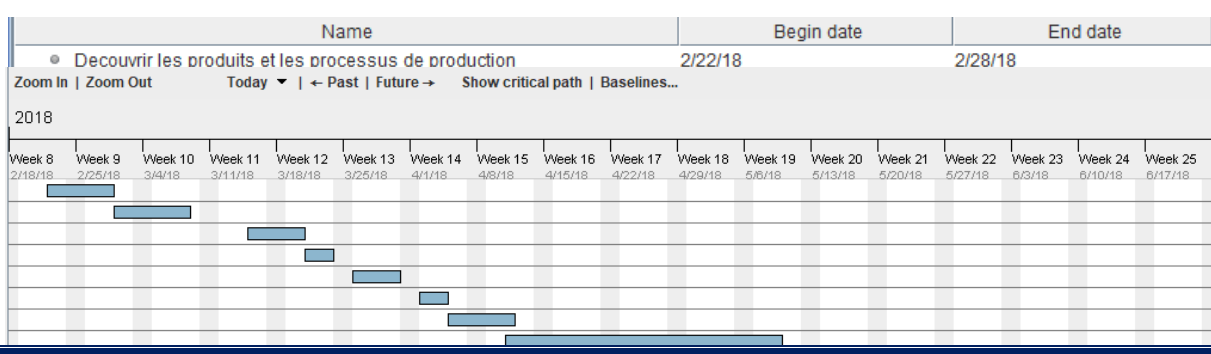 Name Begin date End date
Decouvrir les produits et les processus de production 2/22/18 2/28/18
Zoom In | Zoom Out Today ▼ | ← Past | Future → Show critical path | Baselines...
2018
Week 8 Week 9 Week 10 Week 11 Week 12 Week 13 Week 14 Week 15 Week 16 Week 17 Week 18 Week 19 Week 20 Week 21 Week 22 Week 23 Week 24 Week 25
2/18/18 2/25/18 3/4/18 3/11/18 3/18/18 3/25/18 4/1/18 4/8/18 4/15/18 4/22/18 4/29/18 5/6/18 5/13/18 5/20/18 5/27/18 6/3/18 6/10/18 6/17/18